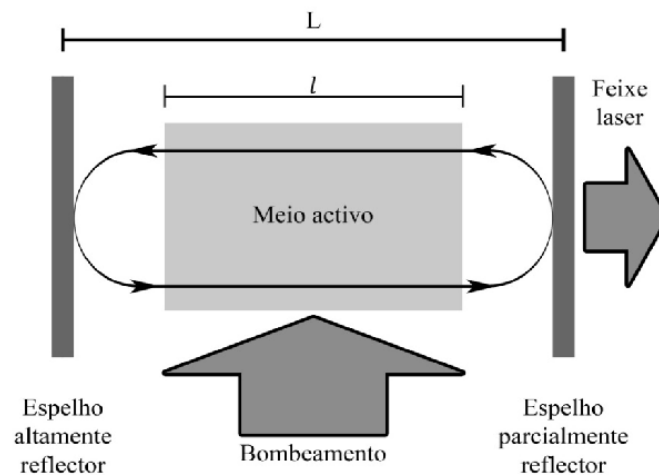 L
l
Feixe
laser
Meio activo
Espelho
altamente
reflector
Bombeamento
Espelho
parcialmente
reflector